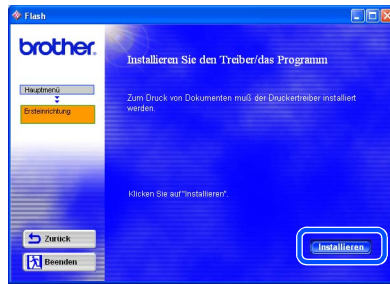 Flash
brother.
Installieren Sie den Treiber/das Programm
Hauptmenü
Ersteinrichtung
Zum Druck von Dokumenten muß der Druckertreiber installiert
werden.
Klicken Sie auf "Installieren".
Zurück
Beenden
Installieren